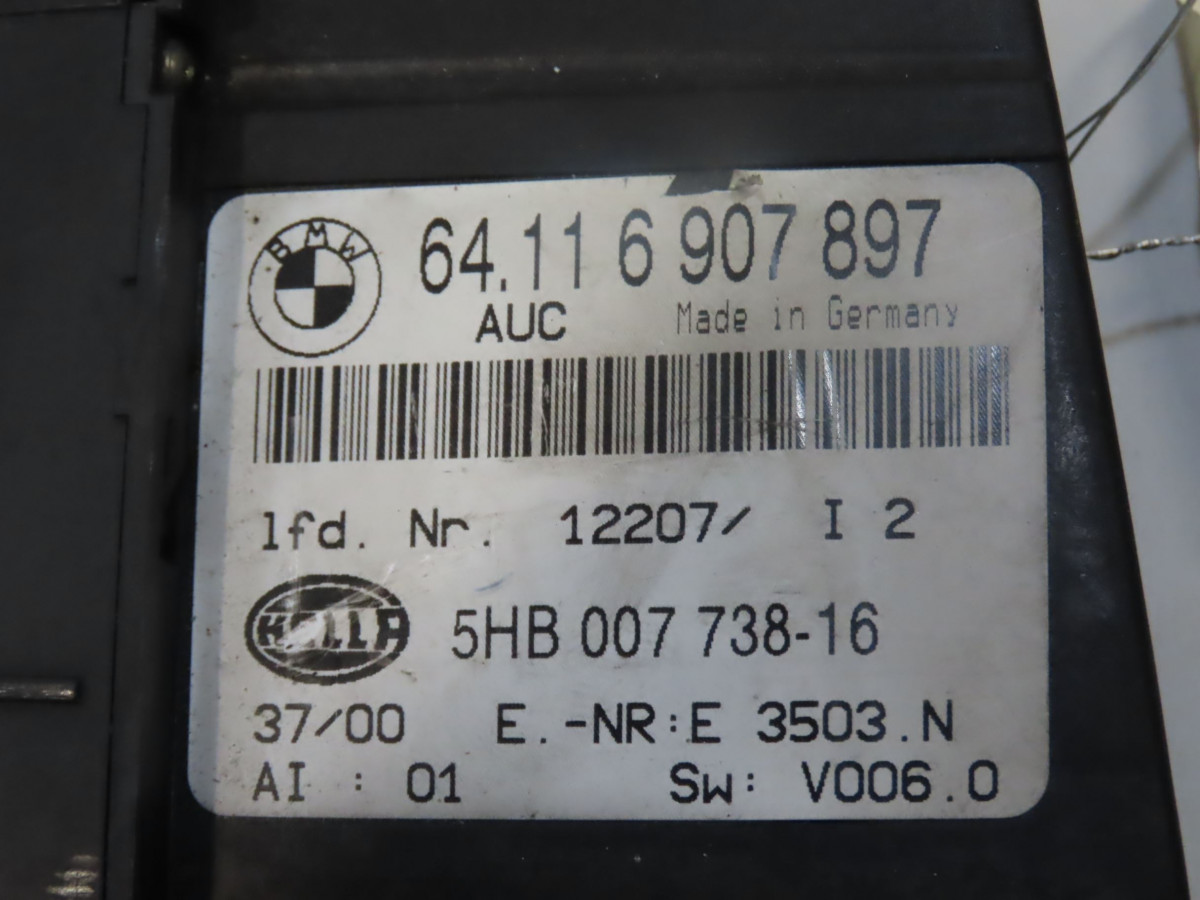 BMW
64.11 6 907 897
AUC Made in Germany
lfd. Nr. 12207/ I 2
HELLA 5HB 007 738-16
37/00 E.-NR:E 3503.N
AI : 01 Sw: V006.0